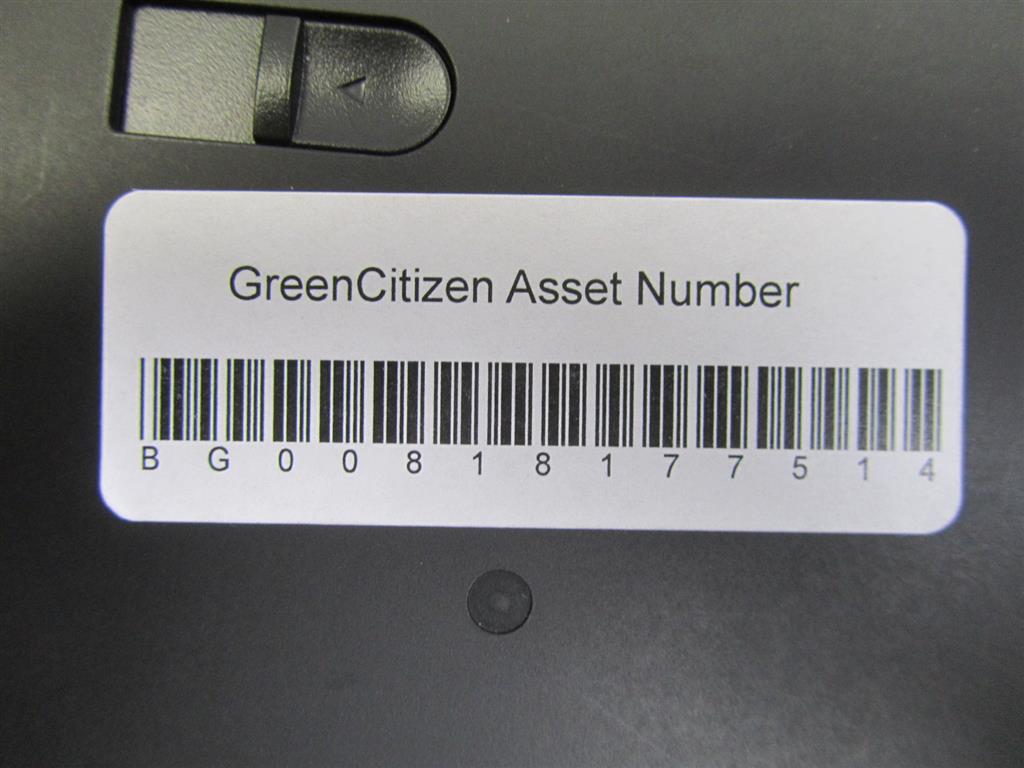 GreenCitizen Asset Number
B G 0 0 8 1 8 1 7 7 5 1 4